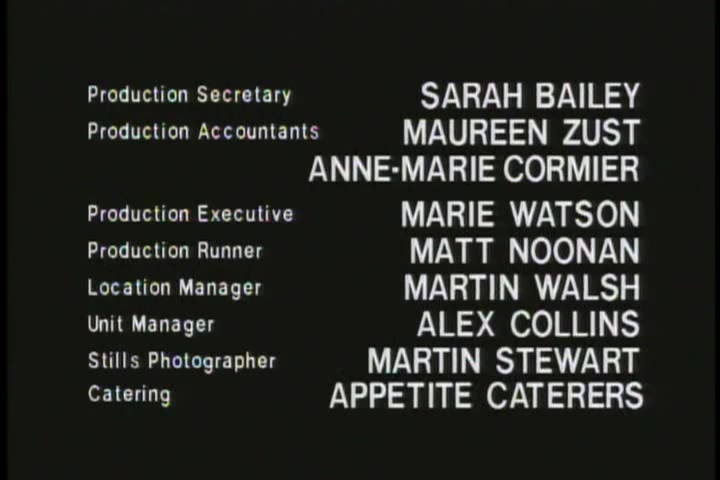 Production Secretary SARAH BAILEY
Production Accountants MAUREEN ZUST
ANNE-MARIE CORMIER
Production Executive MARIE WATSON
Production Runner MATT NOONAN
Location Manager MARTIN WALSH
Unit Manager ALEX COLLINS
Stills Photographer MARTIN STEWART
Catering APPETITE CATERERS